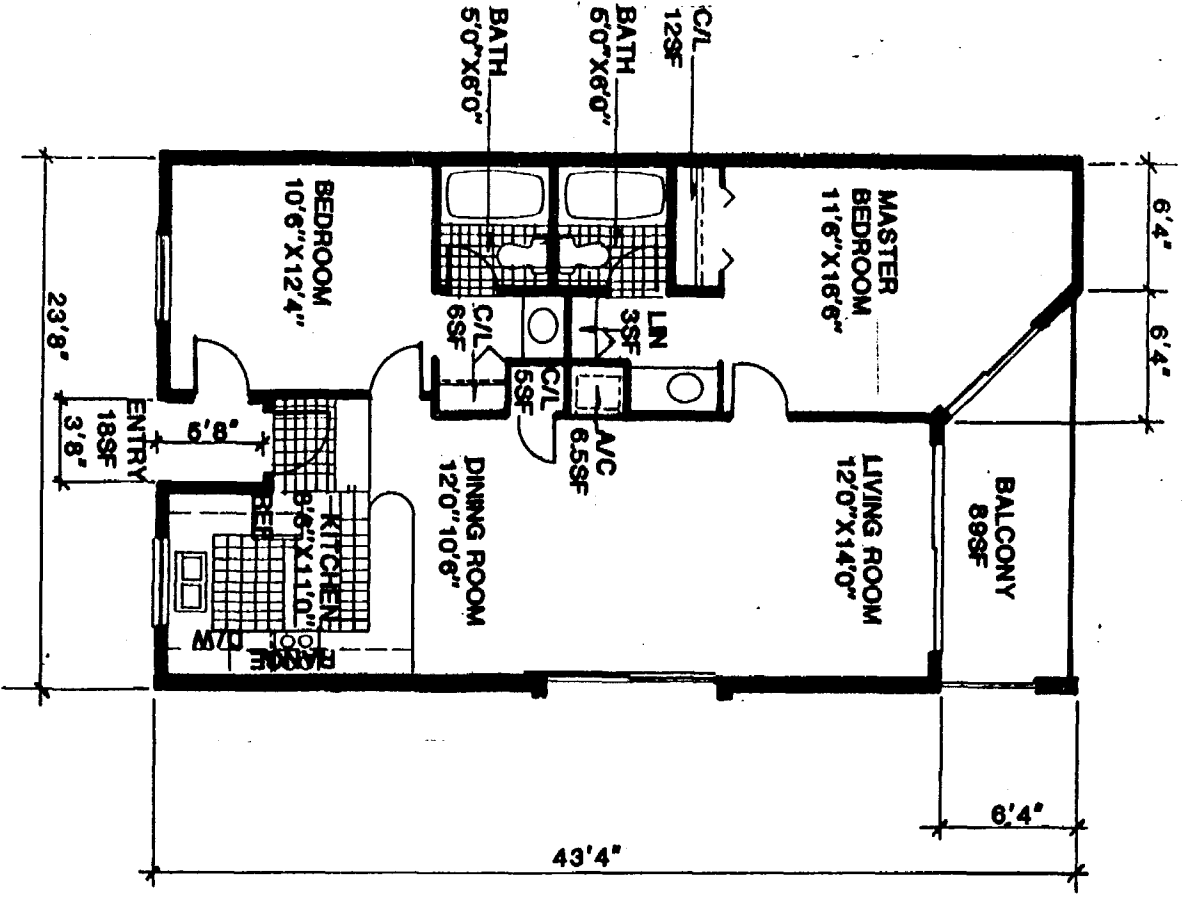 BATH
5'0"X6'0"
BATH
5'0"X6'0"
C/L
12SF
6'4"
6'4"
BEDROOM
10'6"X12'4"
MASTER
BEDROOM
11'6"X16'6"
C/L
6SF
LIN
3SF
C/L
5SF
A/C
6.5SF
23'8"
3'8"
ENTRY
18SF
5'8"
REF
KITCHEN
8'6"X11'0"
D/W
RANGE
DINING ROOM
12'0"10'6"
LIVING ROOM
12'0"X14'0"
BALCONY
89SF
6'4"
43'4"